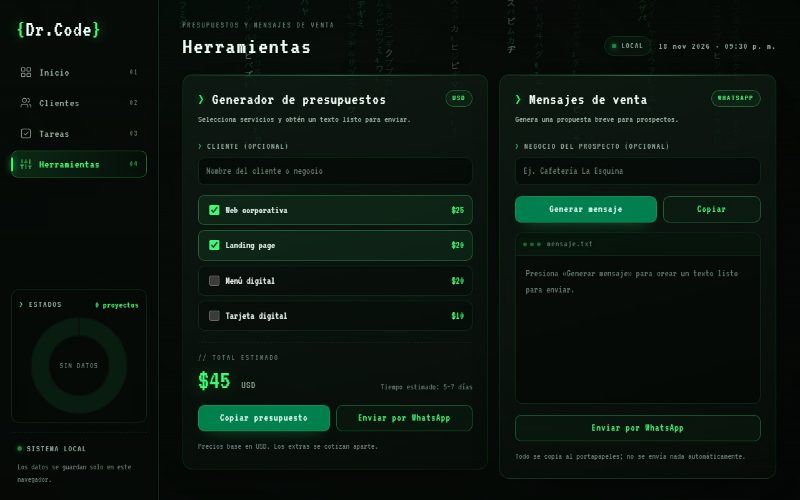 {Dr.Code}
Inicio 01
Clientes 02
Tareas 03
Herramientas 04
ESTADOS 0 proyectos
SIN DATOS
SISTEMA LOCAL
Los datos se guardan solo en este
navegador.
PRESUPUESTOS Y MENSAJES DE VENTA
Herramientas
LOCAL 18 nov 2026 · 09:30 p. m.
❯ Generador de presupuestos USD
Selecciona servicios y obtén un texto listo para enviar.
❯ CLIENTE (OPCIONAL)
Nombre del cliente o negocio
Web corporativa $25
Landing page $20
Menú digital $20
Tarjeta digital $10
// TOTAL ESTIMADO
$45 USD
Tiempo estimado: 5-7 días
Copiar presupuesto
Enviar por WhatsApp
Precios base en USD. Los extras se cotizan aparte.
❯ Mensajes de venta WHATSAPP
Genera una propuesta breve para prospectos.
❯ NEGOCIO DEL PROSPECTO (OPCIONAL)
Ej. Cafetería La Esquina
Generar mensaje
Copiar
mensaje.txt
Presiona «Generar mensaje» para crear un texto listo
para enviar.
Enviar por WhatsApp
Todo se copia al portapapeles; no se envía nada automáticamente.